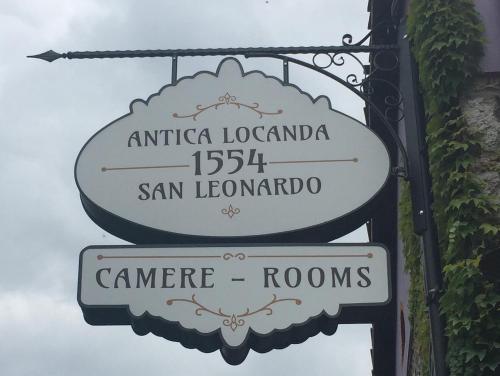 ANTICA LOCANDA
1554
SAN LEONARDO
CAMERE - ROOMS